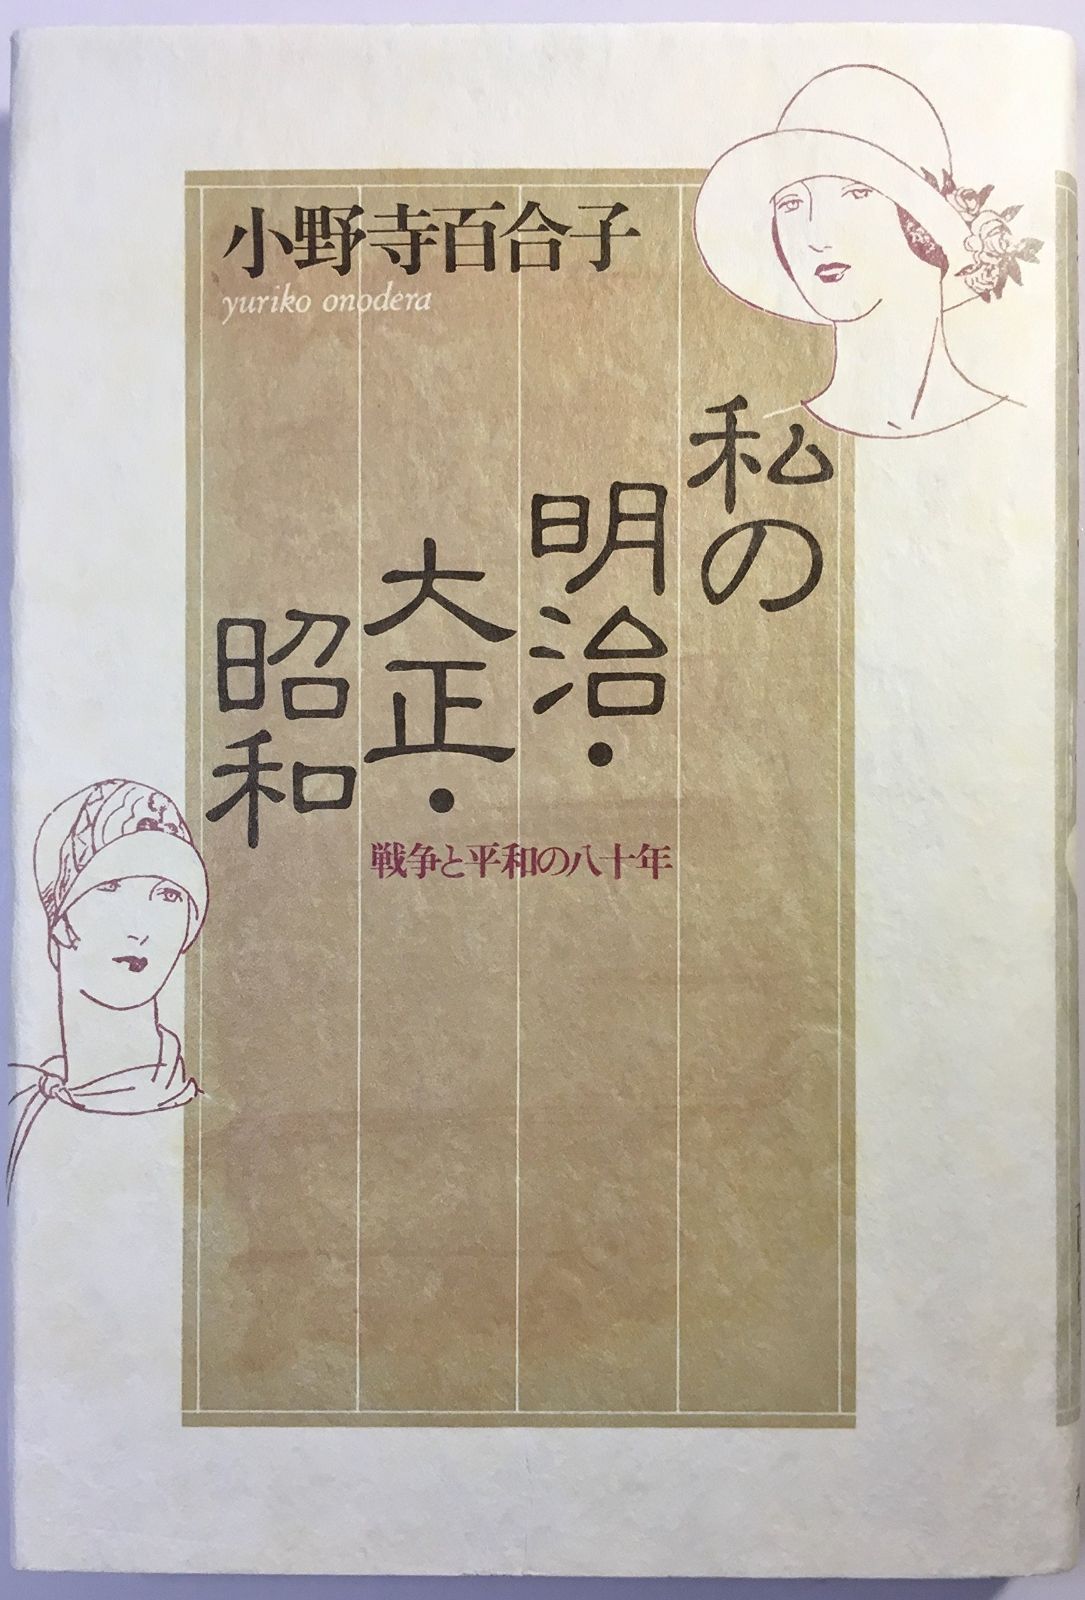 小野寺百合子
yuriko onodera
私の
明治・
大正・
昭和
戦争と平和の八十年